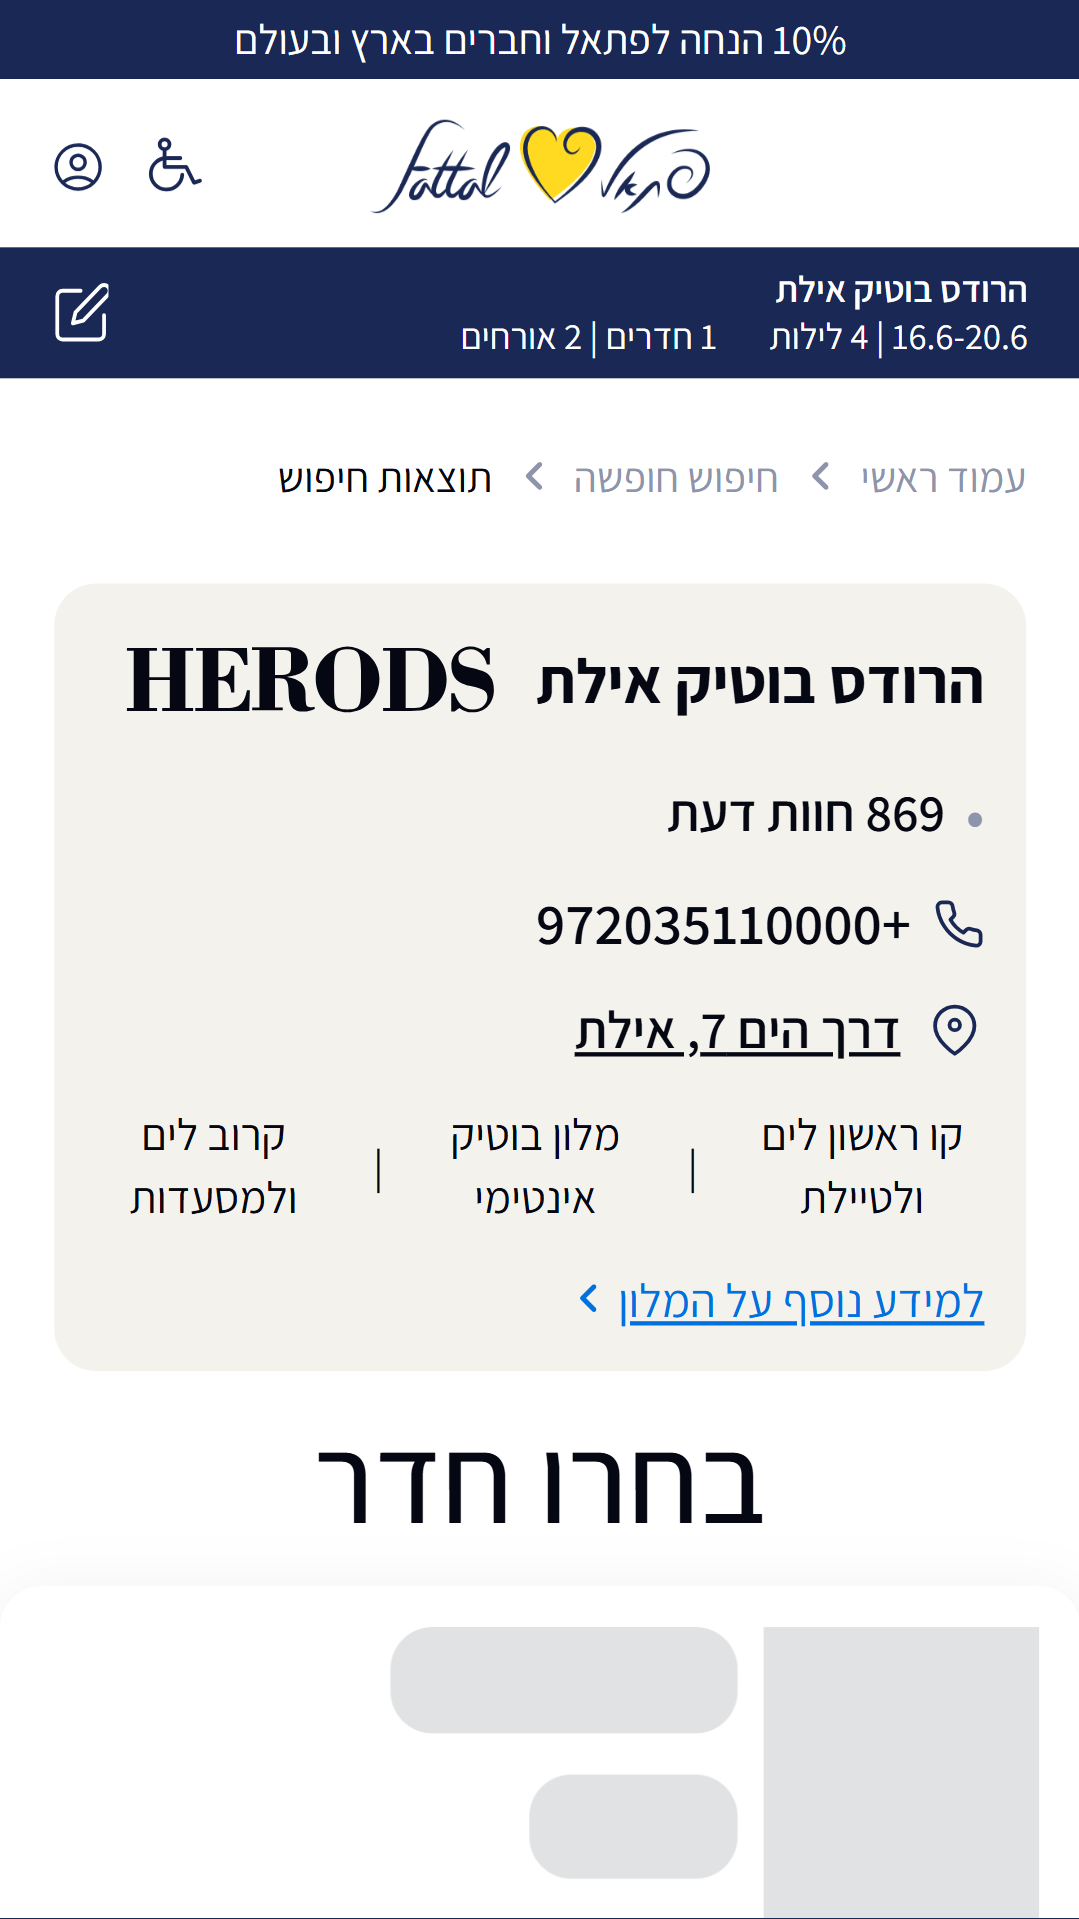 10% הנחה לפתאל וחברים בארץ ובעולם
פתאל Fattal
הרודס בוטיק אילת
16.6-20.6 | 4 לילות 1 חדרים | 2 אורחים
עמוד ראשי חיפוש חופשה תוצאות חיפוש
הרודס בוטיק אילת HERODS
869 חוות דעת
972035110000+
דרך הים 7, אילת
קו ראשון לים ולטיילת | מלון בוטיק אינטימי | קרוב לים ולמסעדות
למידע נוסף על המלון
בחרו חדר